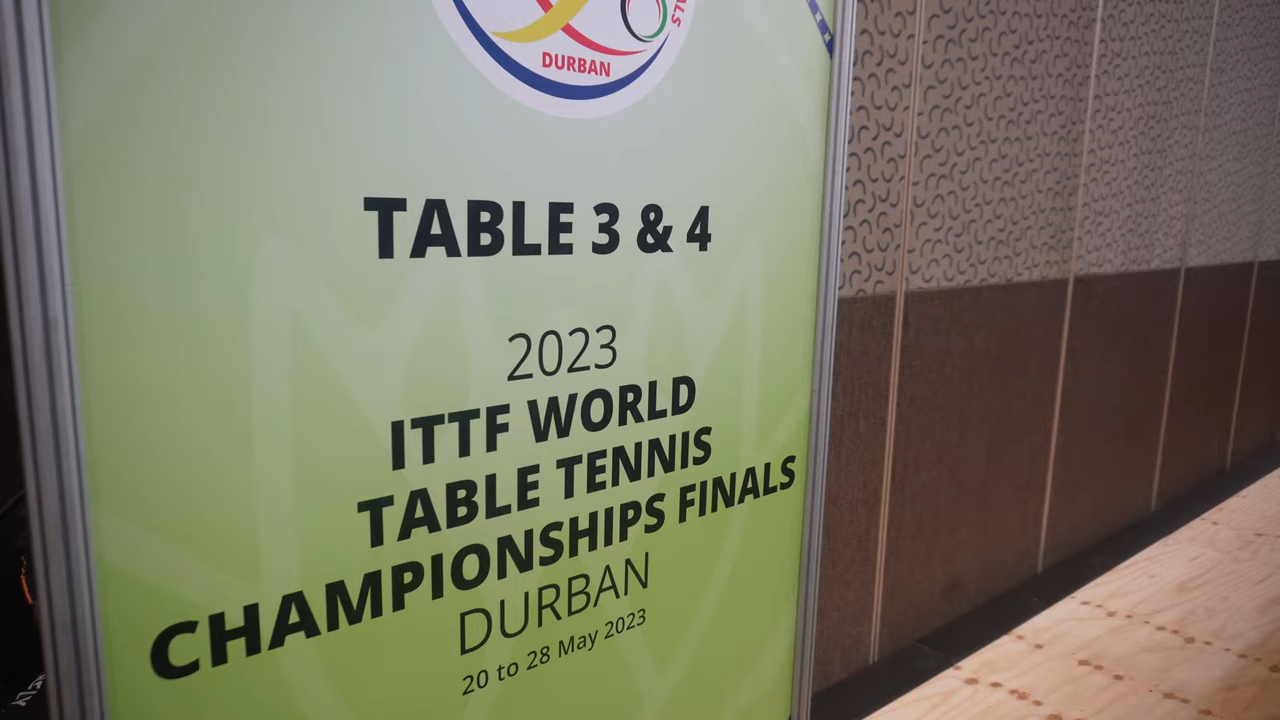 DURBAN
TABLE 3 & 4
2023
ITTF WORLD
TABLE TENNIS
CHAMPIONSHIPS FINALS
DURBAN
20 to 28 May 2023